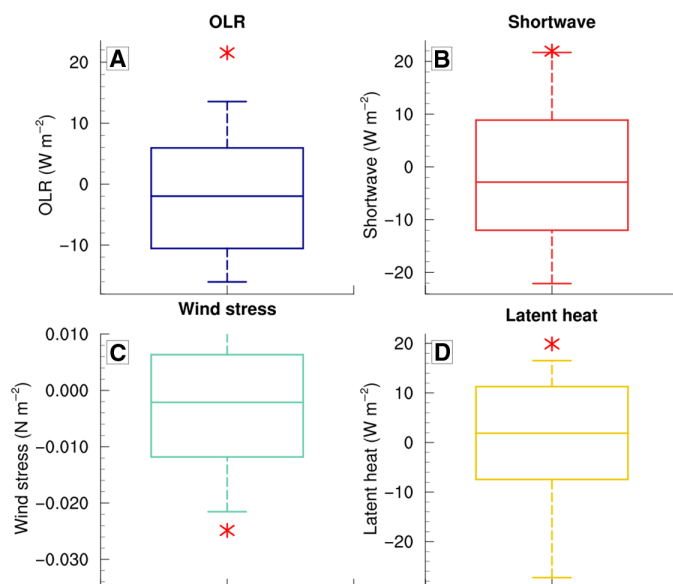 OLR
A
20
10
0
−10
OLR (W m−2)
Shortwave
B
20
10
0
−10
−20
Shortwave (W m−2)
Wind stress
C
0.010
0.000
−0.010
−0.020
−0.030
Wind stress (N m−2)
Latent heat
D
20
10
0
−10
−20
Latent heat (W m−2)